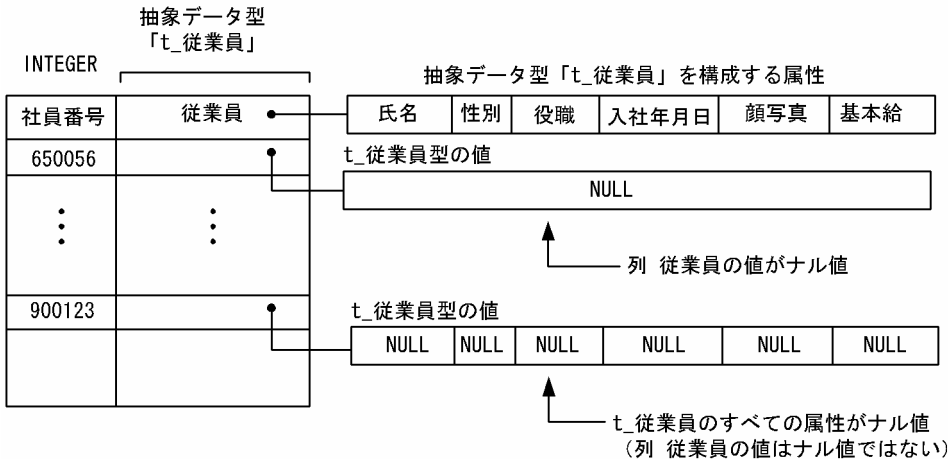 抽象データ型
「t_従業員」
INTEGER
抽象データ型「t_従業員」を構成する属性
社員番号 従業員 氏名 性別 役職 入社年月日 顔写真 基本給
t_従業員型の値
650056
NULL
列 従業員の値がナル値
t_従業員型の値
900123
NULL NULL NULL NULL NULL NULL
t_従業員のすべての属性がナル値
(列 従業員の値はナル値ではない)